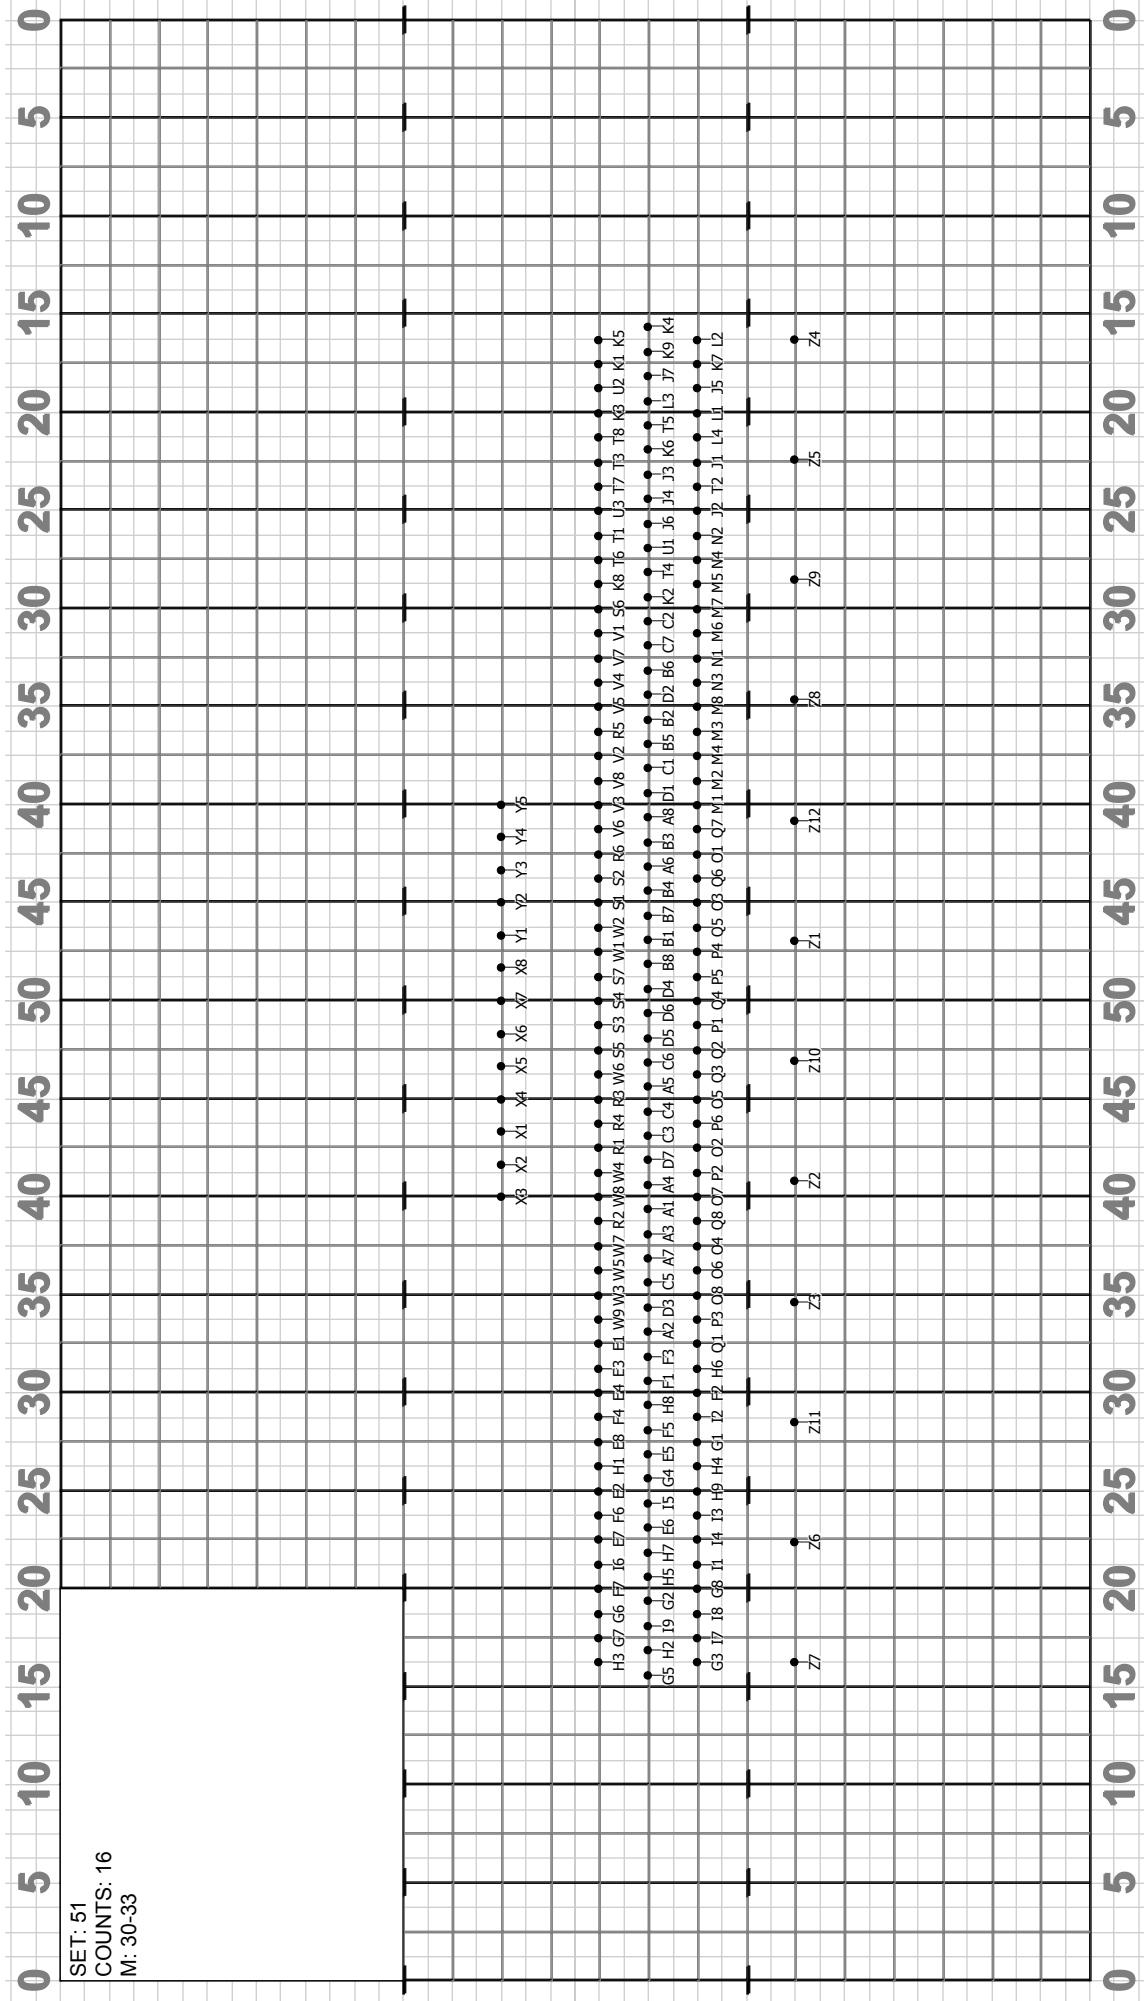 0 5 10 15 20 25 30 35 40 45 50 45 40 35 30 25 20 15 10 5 0
SET: 51
COUNTS: 16
M: 30-33
X3 X2 X1 X4 X5 X6 X7 X8 Y1 Y2 Y3 Y4 Y5
H3 G7 G6 F7 I6 E7 F6 E2 H1 E8 F4 E4 E3 E1 W9 W3 W5 W7 R2 W8 W4 R1 R4 R3 W6 S5 S3 S4 S7 W1 W2 S1 S2 R6 V6 V3 V8 V2 R5 V5 V4 V7 V1 S6 K8 T6 T1 U3 T7 T3 T8 K3 U2 K1 K5
G5 H2 I9 G2 H5 H7 E6 I5 G4 E5 F5 H8 F1 F3 A2 D3 C5 A7 A3 A1 A4 D7 C3 C4 A5 C6 D5 D6 D4 B8 B1 B7 B4 A6 B3 A8 D1 C1 B5 B2 D2 B6 C7 C2 K2 T4 U1 J6 J4 J3 K6 T5 L3 J7 K9 K4
G3 I7 I8 G8 I1 I4 I3 H9 H4 G1 I2 F2 H6 Q1 P3 O8 O6 O4 Q8 O7 P2 O2 P6 O5 Q3 Q2 P1 Q4 P5 P4 Q5 O3 Q6 O1 Q7 M1 M2 M4 M3 M8 N3 N1 M6 M7 M5 N4 N2 J2 T2 J1 L4 L1 J5 K7 L2
Z7 Z6 Z11 Z3 Z2 Z10 Z1 Z12 Z8 Z9 Z5 Z4
0 5 10 15 20 25 30 35 40 45 50 45 40 35 30 25 20 15 10 5 0